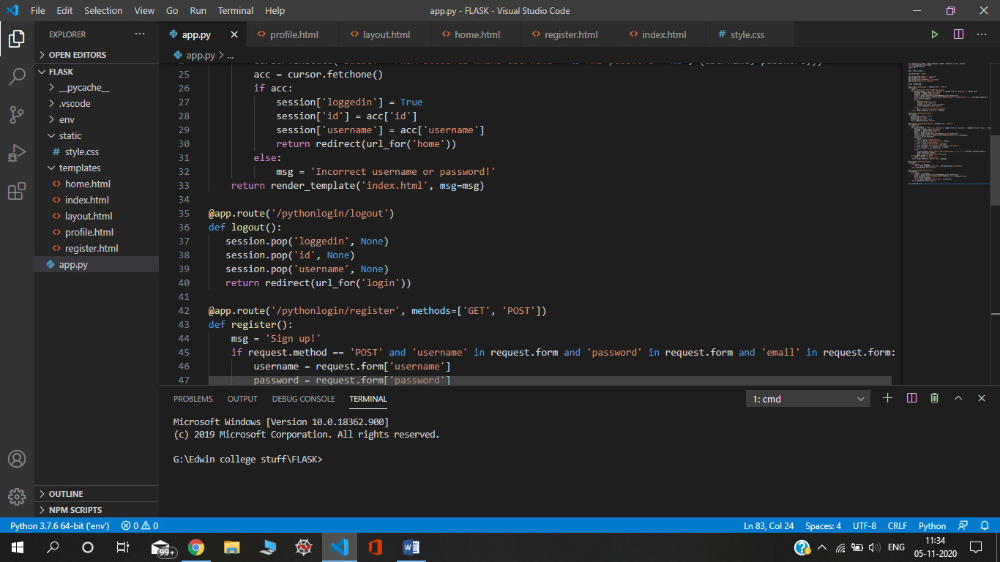 File Edit Selection View Go Run Terminal Help app.py - FLASK - Visual Studio Code
EXPLORER
OPEN EDITORS
FLASK
__pycache__
.vscode
env
static
# style.css
templates
<> home.html
<> index.html
<> layout.html
<> profile.html
<> register.html
app.py
OUTLINE
NPM SCRIPTS
app.py <> profile.html <> layout.html <> home.html <> register.html <> index.html # style.css
app.py > ...
25 acc = cursor.fetchone()
26 if acc:
27 session['loggedin'] = True
28 session['id'] = acc['id']
29 session['username'] = acc['username']
30 return redirect(url_for('home'))
31 else:
32 msg = 'Incorrect username or password!'
33 return render_template('index.html', msg=msg)
34
35 @app.route('/pythonlogin/logout')
36 def logout():
37 session.pop('loggedin', None)
38 session.pop('id', None)
39 session.pop('username', None)
40 return redirect(url_for('login'))
41
42 @app.route('/pythonlogin/register', methods=['GET', 'POST'])
43 def register():
44 msg = 'Sign up!'
45 if request.method == 'POST' and 'username' in request.form and 'password' in request.form and 'email' in request.form:
46 username = request.form['username']
47 password = request.form['password']
PROBLEMS OUTPUT DEBUG CONSOLE TERMINAL 1: cmd
Microsoft Windows [Version 10.0.18362.900]
(c) 2019 Microsoft Corporation. All rights reserved.
G:\Edwin college stuff\FLASK>
Python 3.7.6 64-bit ('env') 0 0 Ln 83, Col 24 Spaces: 4 UTF-8 CRLF Python
99+ ENG 11:34
05-11-2020